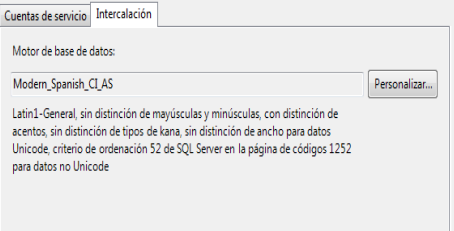 Cuentas de servicio Intercalación
Motor de base de datos:
Modern_Spanish_CI_AS Personalizar...
Latin1-General, sin distinción de mayúsculas y minúsculas, con distinción de
acentos, sin distinción de tipos de kana, sin distinción de ancho para datos
Unicode, criterio de ordenación 52 de SQL Server en la página de códigos 1252
para datos no Unicode